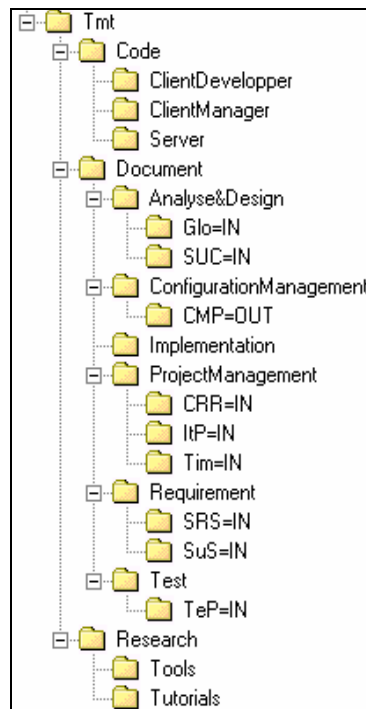 Tmt
Code
ClientDevelopper
ClientManager
Server
Document
Analyse&Design
Glo=IN
SUC=IN
ConfigurationManagement
CMP=OUT
Implementation
ProjectManagement
CRR=IN
ItP=IN
Tim=IN
Requirement
SRS=IN
SuS=IN
Test
TeP=IN
Research
Tools
Tutorials